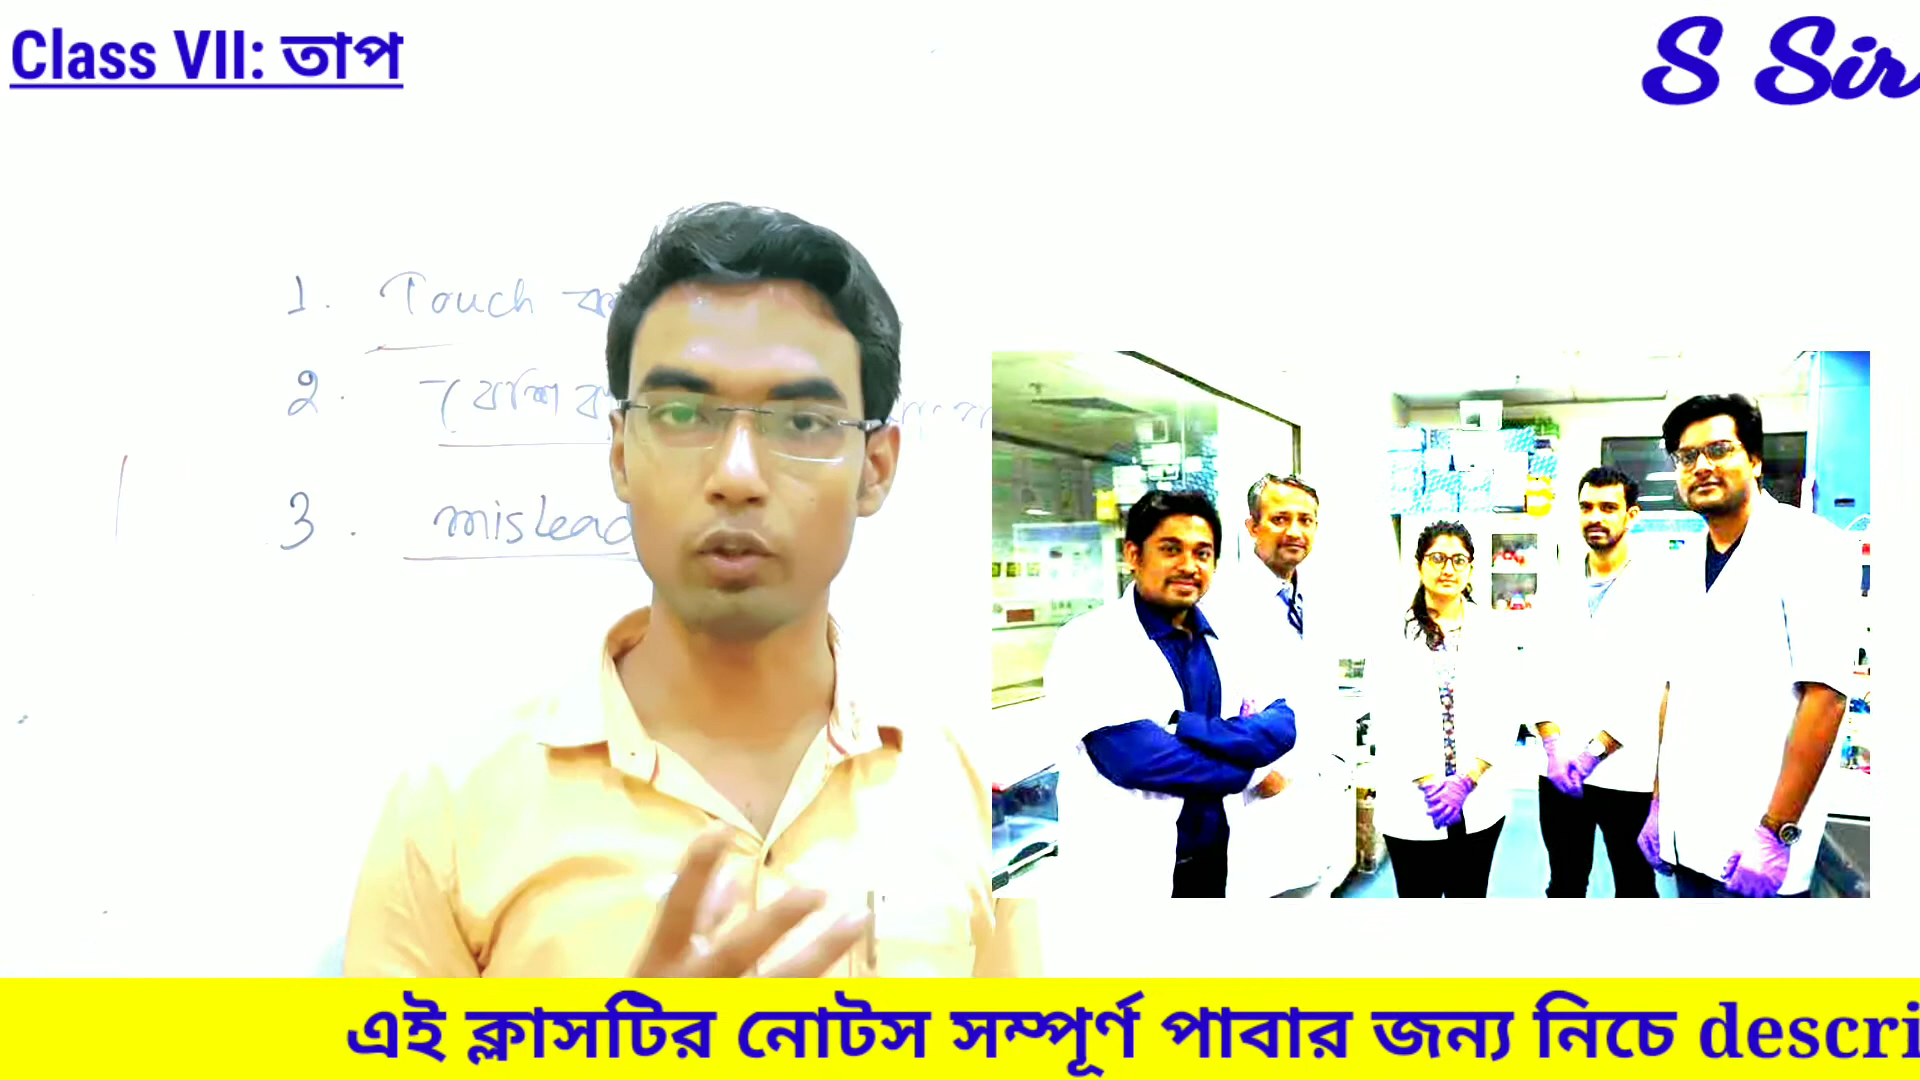 Class VII: তাপ
S Sir
1. Touch
2. বেশি
3. mislead
এই ক্লাসটির নোটস সম্পূর্ণ পাবার জন্য নিচে descri